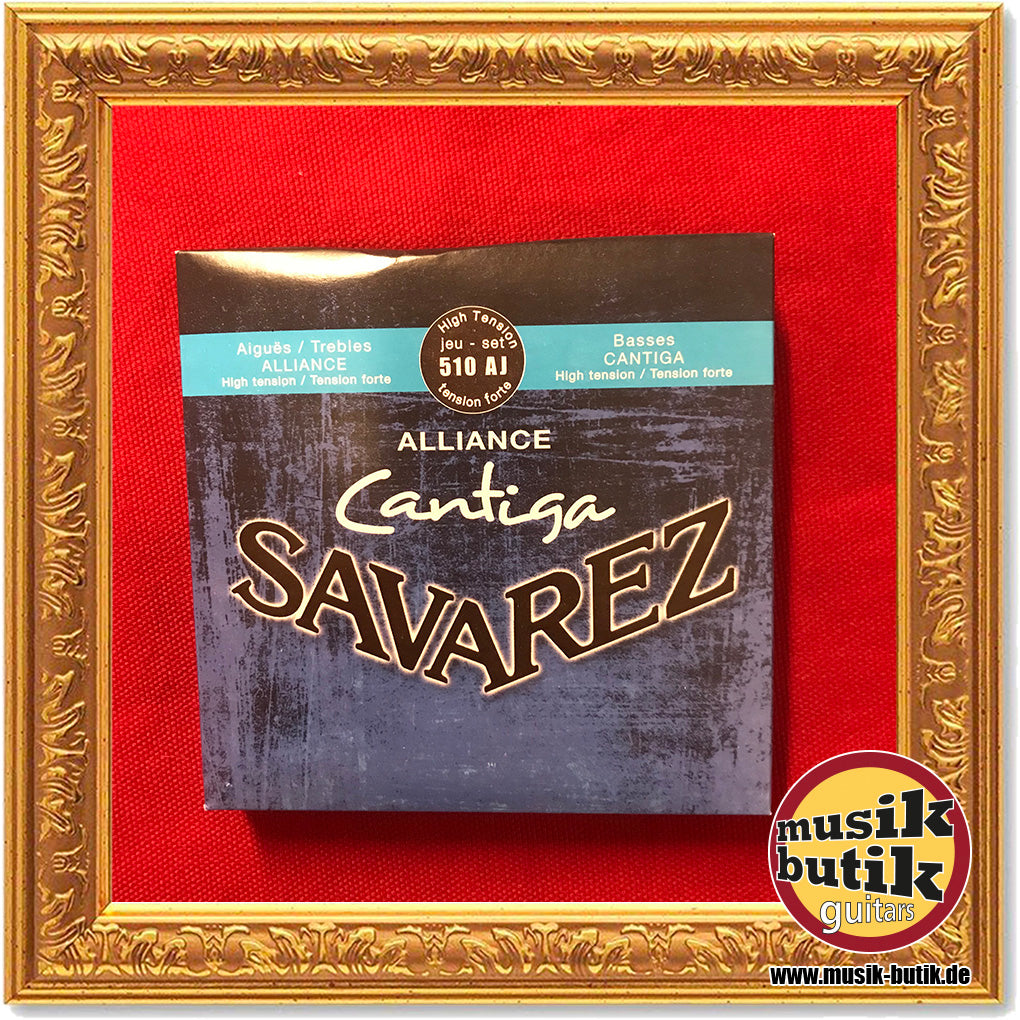 High Tension
jeu - set
510 AJ
tension forte
Aiguës / Trebles
ALLIANCE
High tension / Tension forte
Basses
CANTIGA
High tension / Tension forte
ALLIANCE
Cantiga
SAVAREZ
musik
butik
guitars
www.musik-butik.de